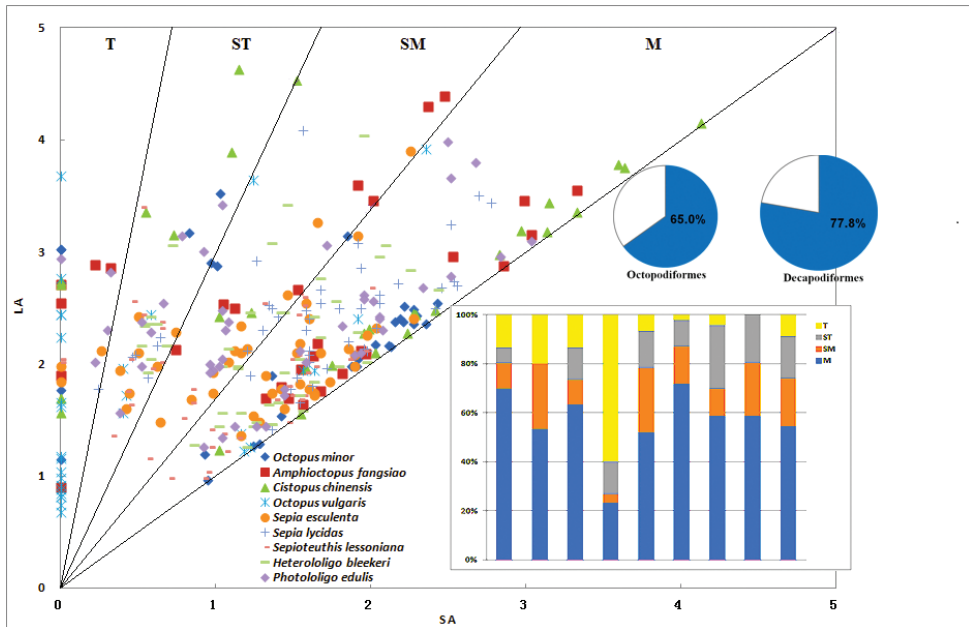 5
T
ST
SM
M
4
65.0%
77.8%
Octopodiformes
Decapodiformes
3
LA
100%
T
ST
SM
M
80%
2
60%
40%
20%
0%
1
Octopus minor
Amphioctopus fangsiao
Cistopus chinensis
Octopus vulgaris
Sepia esculenta
Sepia lycidas
Sepioteuthis lessoniana
Heterololigo bleekeri
Photololigo edulis
0
0
1
2
3
4
5
SA